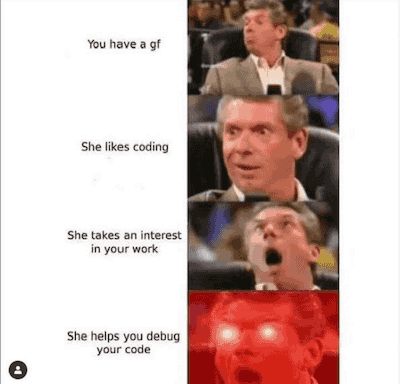 You have a gf
She likes coding
She takes an interest
in your work
She helps you debug
your code